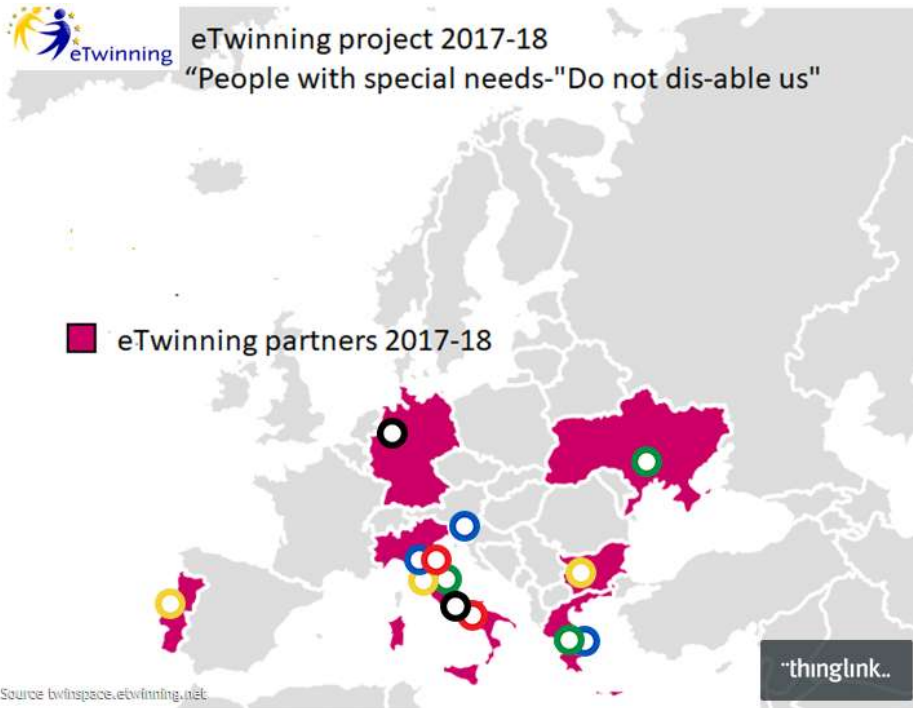 eTwinning
eTwinning project 2017-18
“People with special needs-"Do not dis-able us"
eTwinning partners 2017-18
Source twinspace.etwinning.net
¨thınglınk..